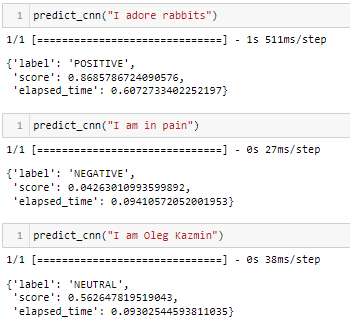 1 predict_cnn("I adore rabbits")
1/1 [==============================] - 1s 511ms/step
{'label': 'POSITIVE',
'score': 0.8685786724090576,
'elapsed_time': 0.6072733402252197}
1 predict_cnn("I am in pain")
1/1 [==============================] - 0s 27ms/step
{'label': 'NEGATIVE',
'score': 0.04263010993599892,
'elapsed_time': 0.09410572052001953}
1 predict_cnn("I am Oleg Kazmin")
1/1 [==============================] - 0s 38ms/step
{'label': 'NEUTRAL',
'score': 0.562647819519043,
'elapsed_time': 0.09302544593811035}